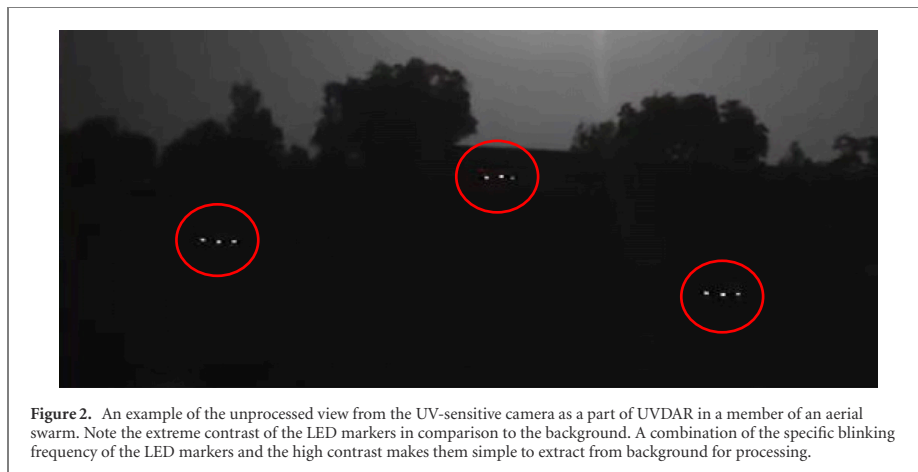 Figure 2. An example of the unprocessed view from the UV-sensitive camera as a part of UVDAR in a member of an aerial
swarm. Note the extreme contrast of the LED markers in comparison to the background. A combination of the specific blinking
frequency of the LED markers and the high contrast makes them simple to extract from background for processing.